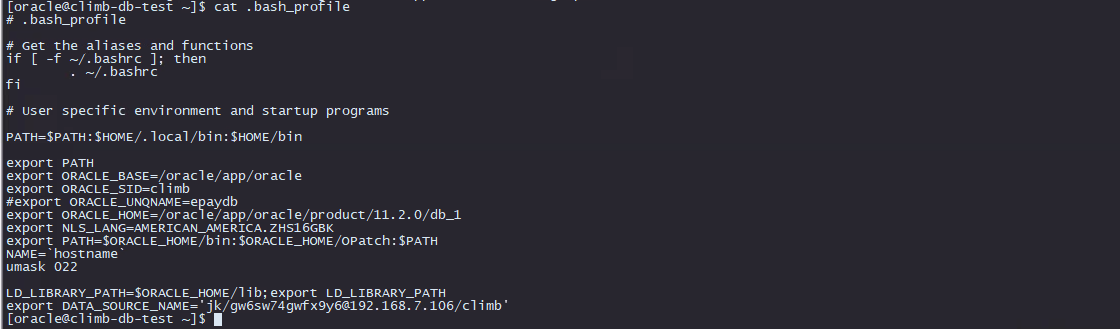 [oracle@climb-db-test ~]$ cat .bash_profile
# .bash_profile
# Get the aliases and functions
if [ -f ~/.bashrc ]; then
. ~/.bashrc
fi
# User specific environment and startup programs
PATH=$PATH:$HOME/.local/bin:$HOME/bin
export PATH
export ORACLE_BASE=/oracle/app/oracle
export ORACLE_SID=climb
#export ORACLE_UNQNAME=epaydb
export ORACLE_HOME=/oracle/app/oracle/product/11.2.0/db_1
export NLS_LANG=AMERICAN_AMERICA.ZHS16GBK
export PATH=$ORACLE_HOME/bin:$ORACLE_HOME/OPatch:$PATH
NAME=`hostname`
umask 022
LD_LIBRARY_PATH=$ORACLE_HOME/lib;export LD_LIBRARY_PATH
export DATA_SOURCE_NAME='jk/gw6sw74gwfx9y6@192.168.7.106/climb'
[oracle@climb-db-test ~]$